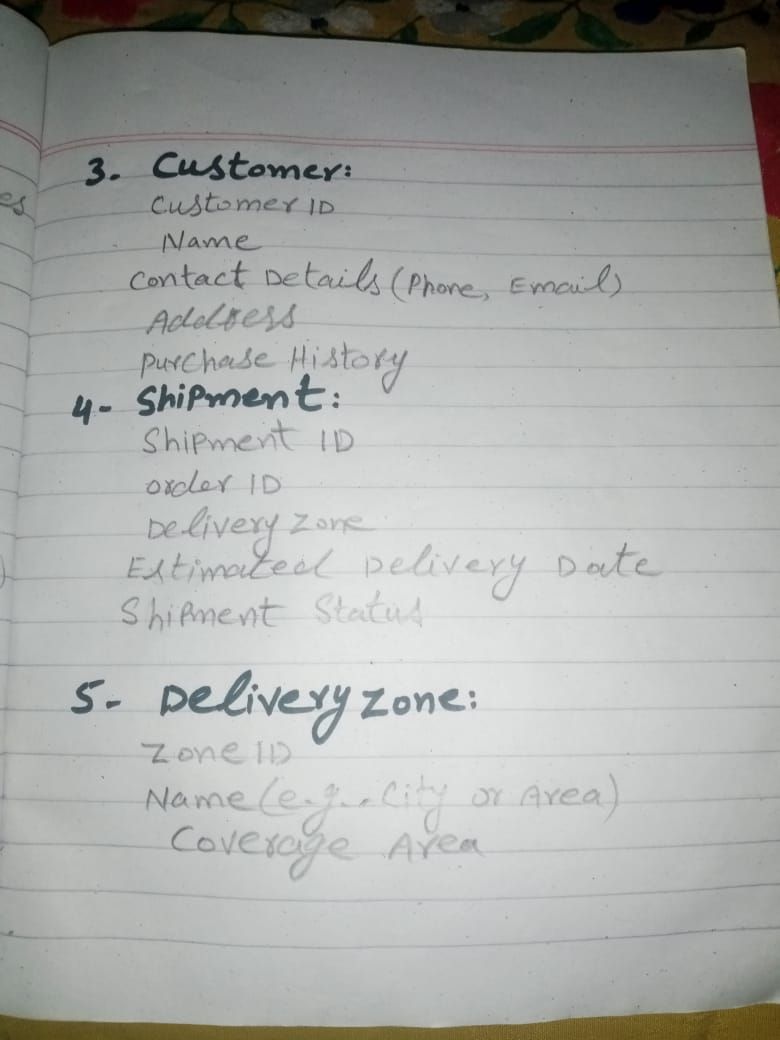 es
3. Customer:
Customer ID
Name
Contact Details (Phone, Email)
Address
Purchase History
4- Shipment:
Shipment ID
order ID
Delivery Zone
Estimated Delivery Date
Shipment Status
5- Delivery Zone:
Zone ID
Name (e.g., City or Area)
Coverage Area
)